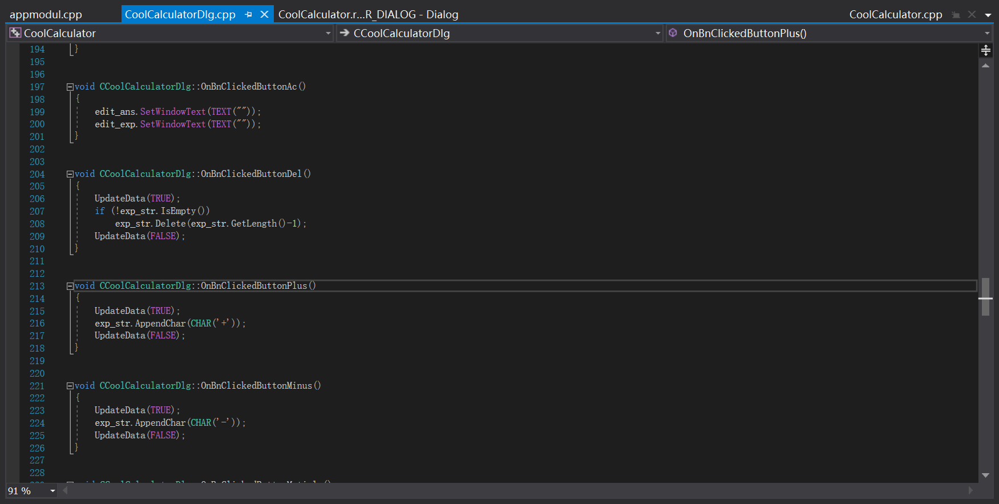 appmodul.cpp
CoolCalculatorDlg.cpp
CoolCalculator.r...R_DIALOG - Dialog
CoolCalculator.cpp
CoolCalculator
CCoolCalculatorDlg
OnBnClickedButtonPlus()
194 }
195
196
197 void CCoolCalculatorDlg::OnBnClickedButtonAc()
198 {
199 edit_ans.SetWindowText(TEXT(""));
200 edit_exp.SetWindowText(TEXT(""));
201 }
202
203
204 void CCoolCalculatorDlg::OnBnClickedButtonDel()
205 {
206 UpdateData(TRUE);
207 if (!exp_str.IsEmpty())
208 exp_str.Delete(exp_str.GetLength()-1);
209 UpdateData(FALSE);
210 }
211
212
213 void CCoolCalculatorDlg::OnBnClickedButtonPlus()
214 {
215 UpdateData(TRUE);
216 exp_str.AppendChar(CHAR('+'));
217 UpdateData(FALSE);
218 }
219
220
221 void CCoolCalculatorDlg::OnBnClickedButtonMinus()
222 {
223 UpdateData(TRUE);
224 exp_str.AppendChar(CHAR('-'));
225 UpdateData(FALSE);
226 }
227
228
91 %